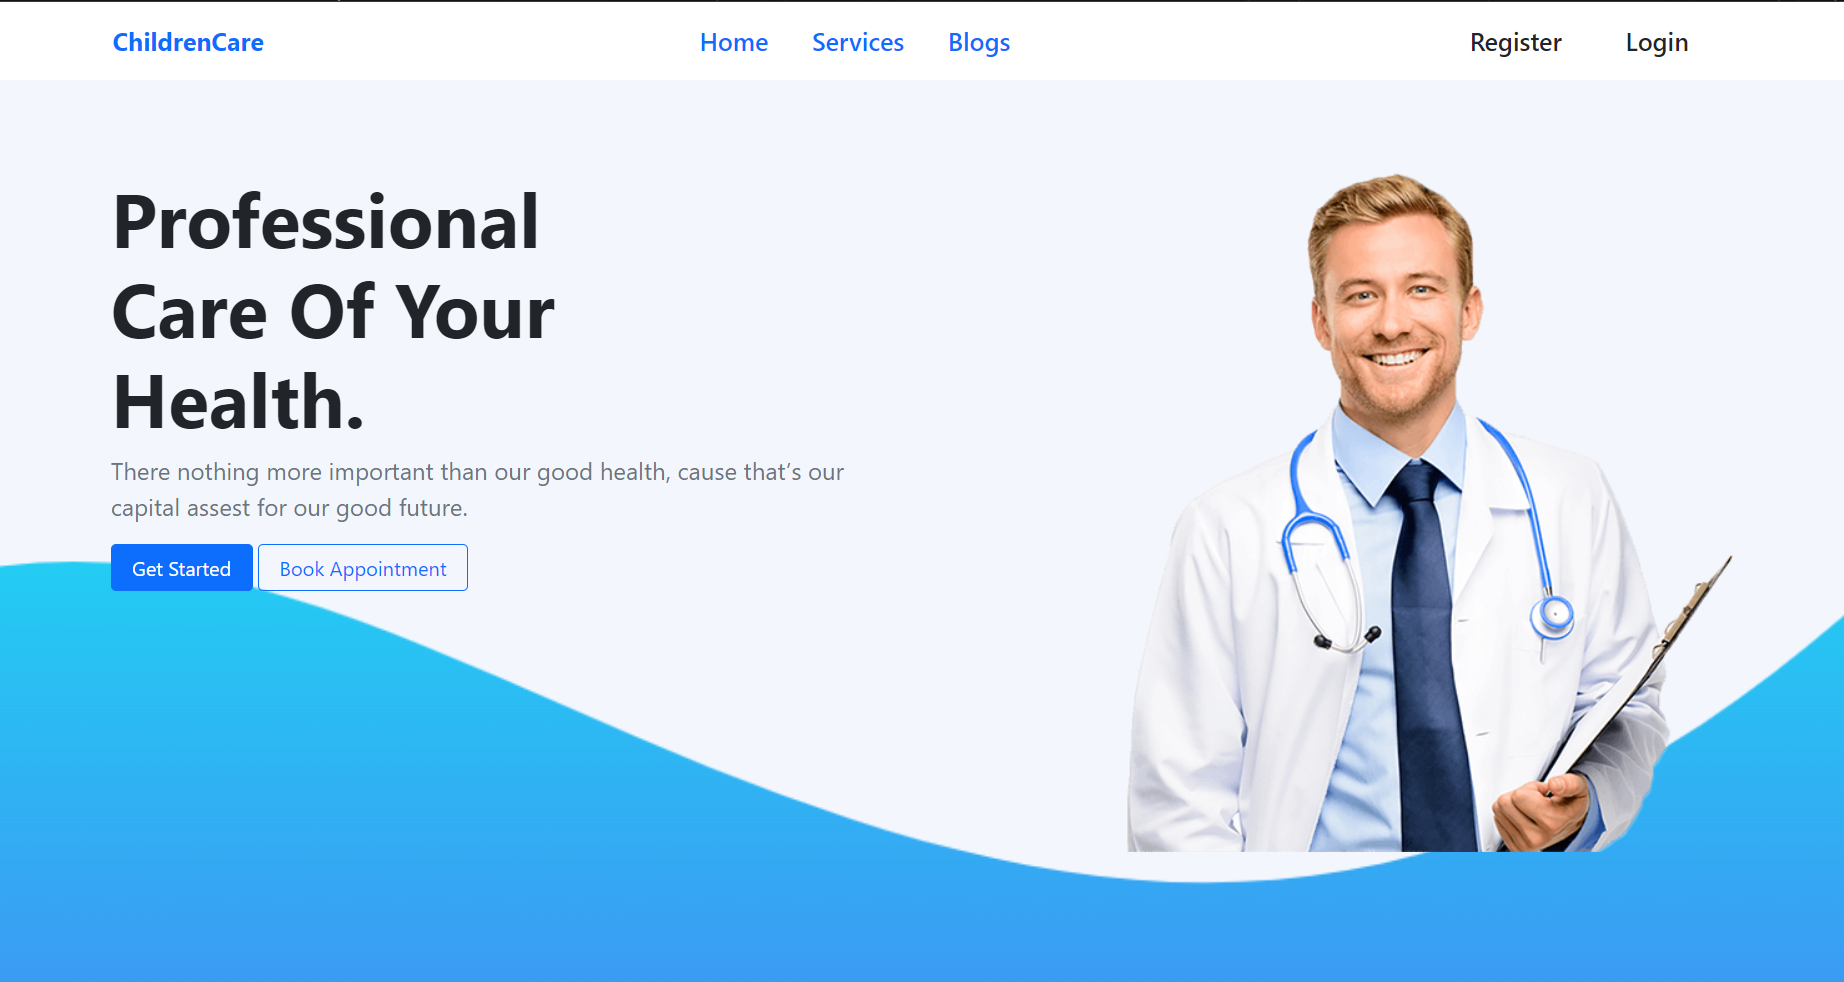 ChildrenCare
Home
Services
Blogs
Register
Login
Professional
Care Of Your
Health.
There nothing more important than our good health, cause that’s our
capital assest for our good future.
Get Started
Book Appointment